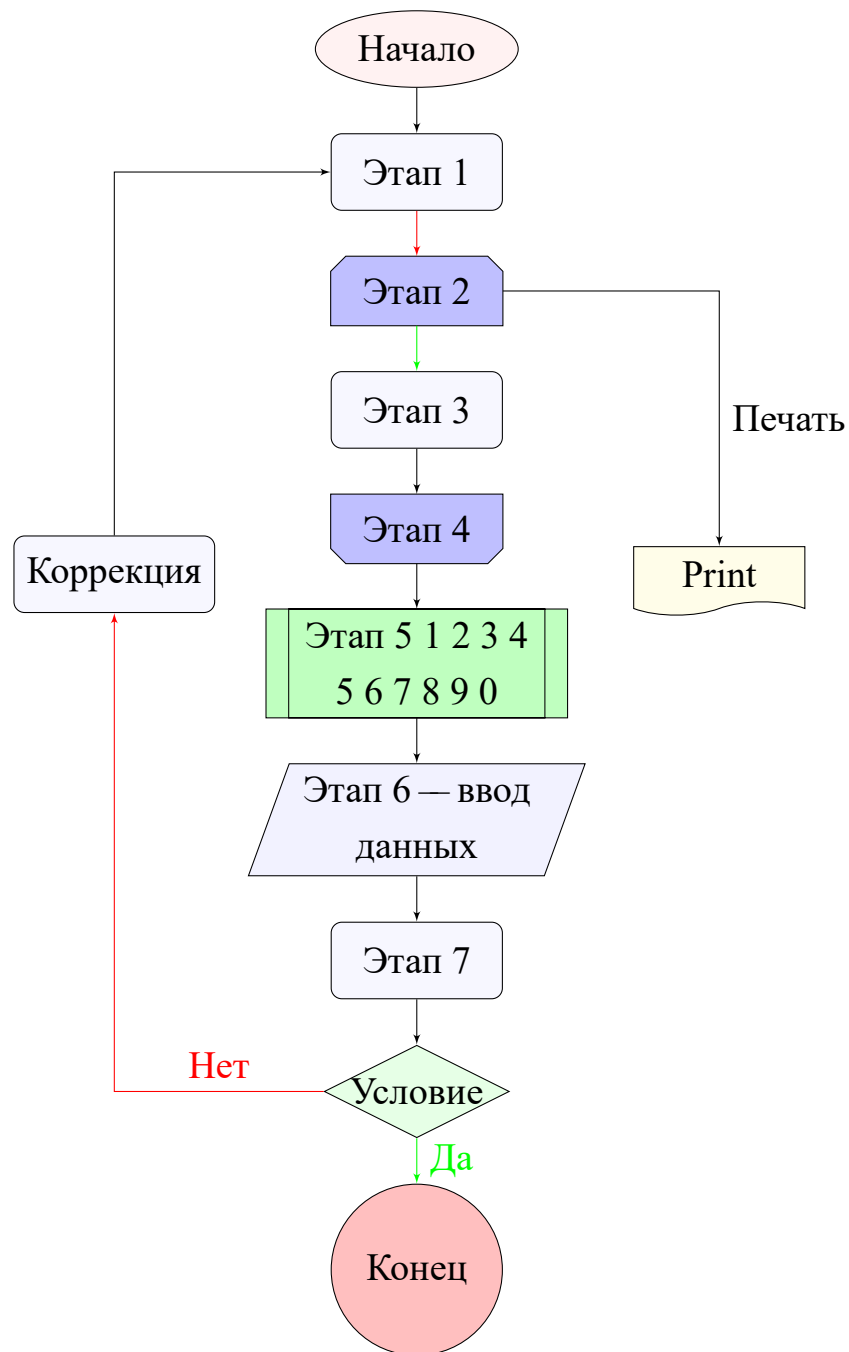 Начало
Этап 1
Этап 2
Этап 3
Печать
Этап 4
Коррекция
Print
Этап 5 1 2 3 4
5 6 7 8 9 0
Этап 6 — ввод
данных
Этап 7
Нет
Условие
Да
Конец